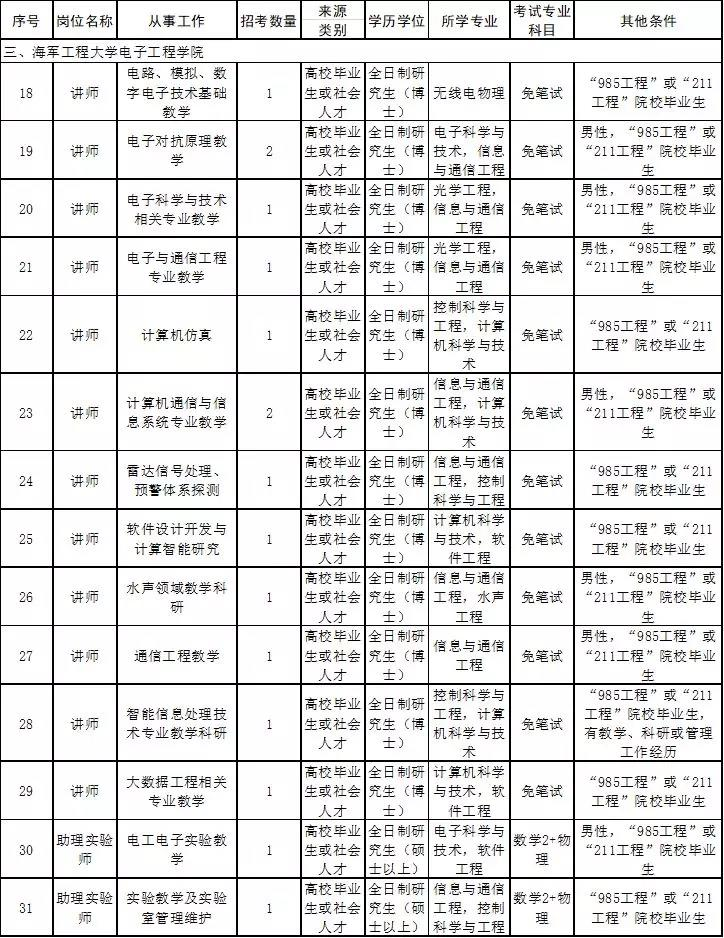 序号 岗位名称 从事工作 招考数量 来源类别 学历学位 所学专业 考试专业科目 其他条件
三、海军工程大学电子工程学院
18 讲师 电路、模拟、数字电子技术基础教学 1 高校毕业生或社会人才 全日制研究生（博士） 无线电物理 免笔试 “985工程”或“211工程”院校毕业生
19 讲师 电子对抗原理教学 2 高校毕业生或社会人才 全日制研究生（博士） 电子科学与技术，信息与通信工程 免笔试 男性，“985工程”或“211工程”院校毕业生
20 讲师 电子科学与技术相关专业教学 1 高校毕业生或社会人才 全日制研究生（博士） 光学工程，信息与通信工程 免笔试 男性，“985工程”或“211工程”院校毕业生
21 讲师 电子与通信工程专业教学 1 高校毕业生或社会人才 全日制研究生（博士） 光学工程，信息与通信工程 免笔试 男性，“985工程”或“211工程”院校毕业生
22 讲师 计算机仿真 1 高校毕业生或社会人才 全日制研究生（博士） 控制科学与工程，计算机科学与技术 免笔试 “985工程”或“211工程”院校毕业生
23 讲师 计算机通信与信息系统专业教学 2 高校毕业生或社会人才 全日制研究生（博士） 信息与通信工程，计算机科学与技术 免笔试 男性，“985工程”或“211工程”院校毕业生
24 讲师 雷达信号处理、预警体系探测 1 高校毕业生或社会人才 全日制研究生（博士） 信息与通信工程，控制科学与工程 免笔试 “985工程”或“211工程”院校毕业生
25 讲师 软件设计开发与计算智能研究 1 高校毕业生或社会人才 全日制研究生（博士） 计算机科学与技术，软件工程 免笔试 “985工程”或“211工程”院校毕业生
26 讲师 水声领域教学科研 1 高校毕业生或社会人才 全日制研究生（博士） 信息与通信工程，水声工程 免笔试 男性，“985工程”或“211工程”院校毕业生
27 讲师 通信工程教学 1 高校毕业生或社会人才 全日制研究生（博士） 信息与通信工程 免笔试 男性，“985工程”或“211工程”院校毕业生
28 讲师 智能信息处理技术专业教学科研 1 高校毕业生或社会人才 全日制研究生（博士） 控制科学与工程，计算机科学与技术 免笔试 “985工程”或“211工程”院校毕业生，有教学、科研或管理工作经历
29 讲师 大数据工程相关专业教学 1 高校毕业生或社会人才 全日制研究生（博士） 计算机科学与技术，软件工程 免笔试 “985工程”或“211工程”院校毕业生
30 助理实验师 电工电子实验教学 1 高校毕业生或社会人才 全日制研究生（硕士以上） 电子科学与技术，软件工程 数学2+物理 男性，“985工程”或“211工程”院校毕业生
31 助理实验师 实验教学及实验室管理维护 1 高校毕业生或社会人才 全日制研究生（硕士以上） 信息与通信工程，控制科学与工程 数学2+物理 “985工程”或“211工程”院校毕业生